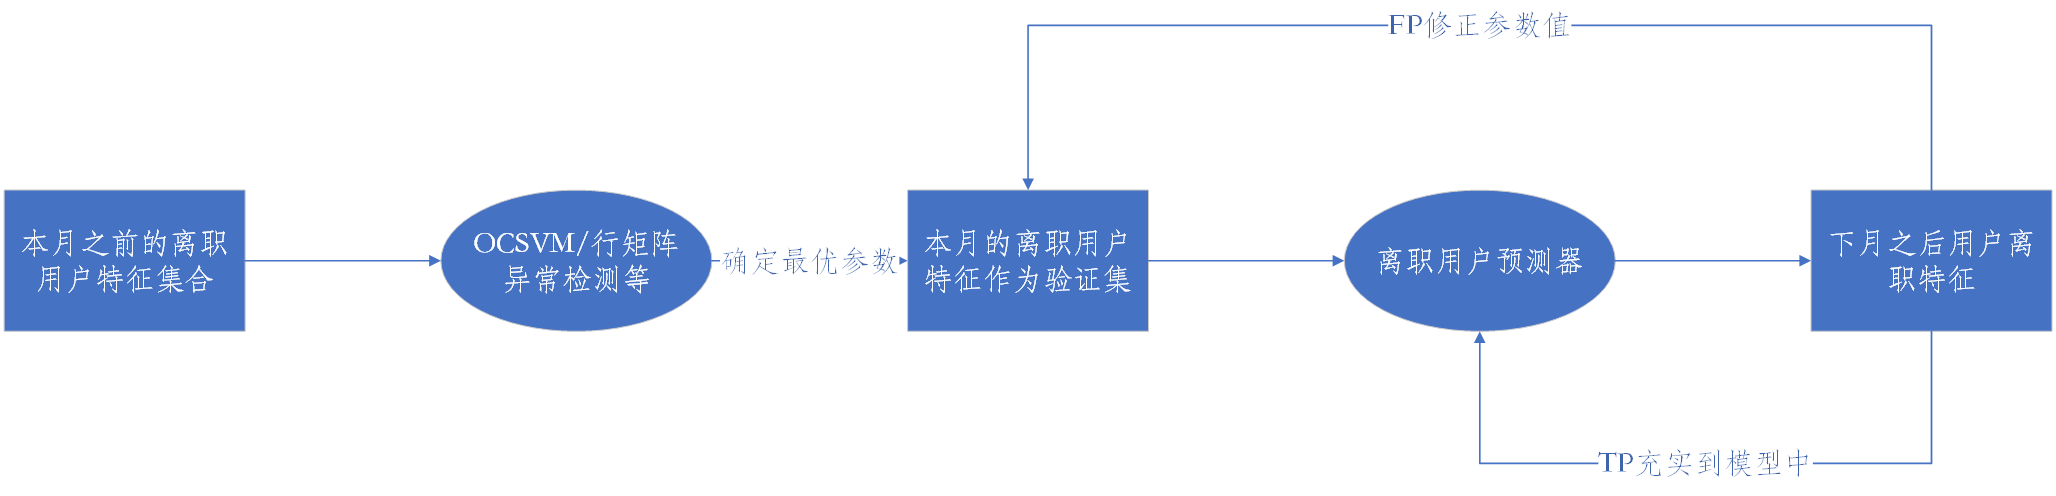 FP修正参数值
本月之前的离职
用户特征集合
OCSVM/行矩阵
异常检测等
确定最优参数
本月的离职用户
特征作为验证集
离职用户预测器
下月之后用户离
职特征
TP充实到模型中